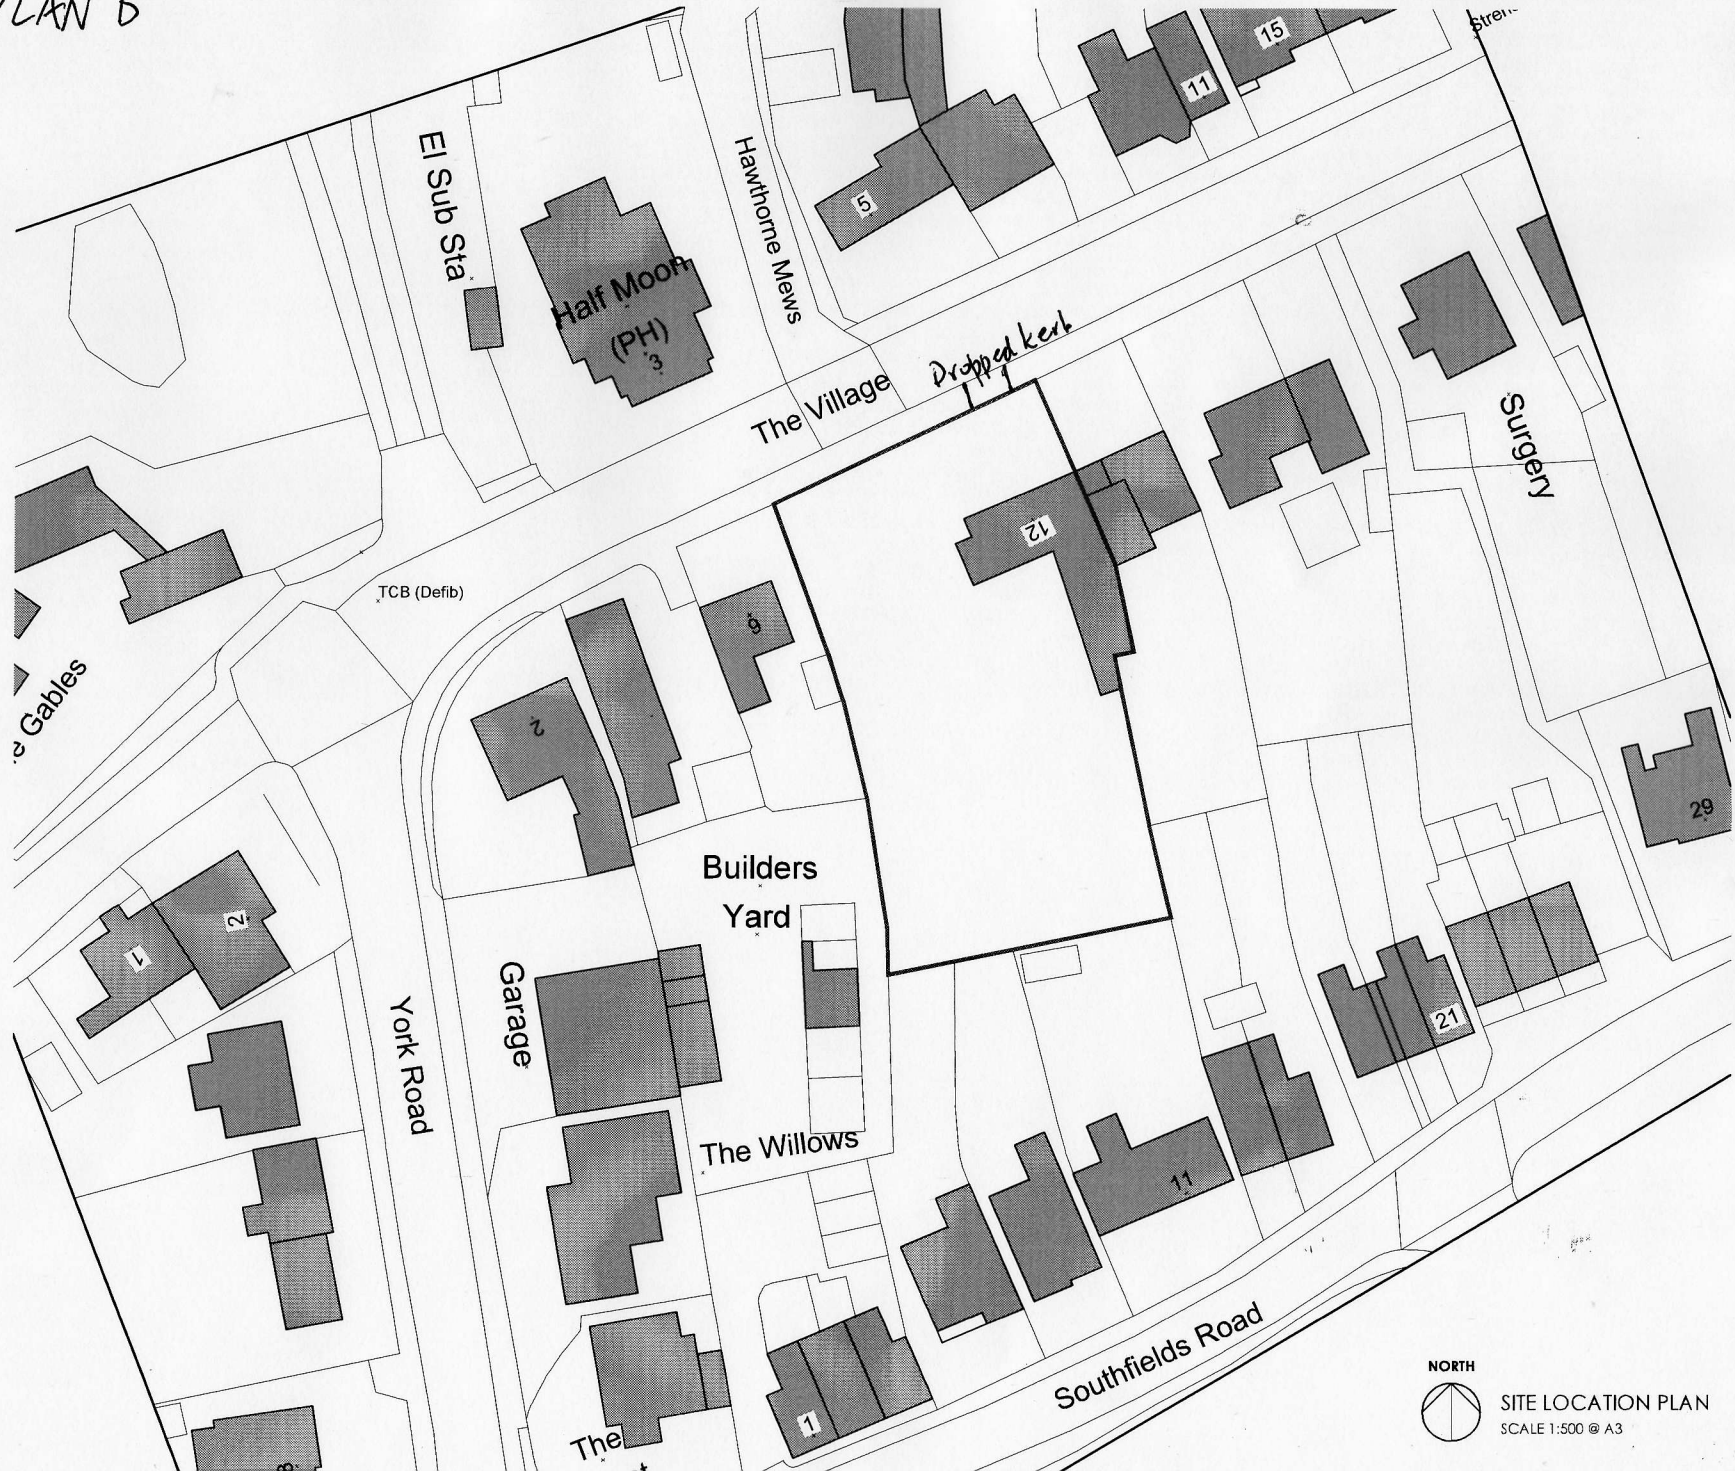 PLAN B
15
11
El Sub Sta
Hawthorne Mews
5
Half Moon
(PH)
3
Dropped kerb
The Village
Surgery
12
TCB (Defib)
Gables
9
2
29
Builders
Yard
2
1
Garage
York Road
21
The Willows
11
Southfields Road
1
The
8
NORTH
SITE LOCATION PLAN
SCALE 1:500 @ A3